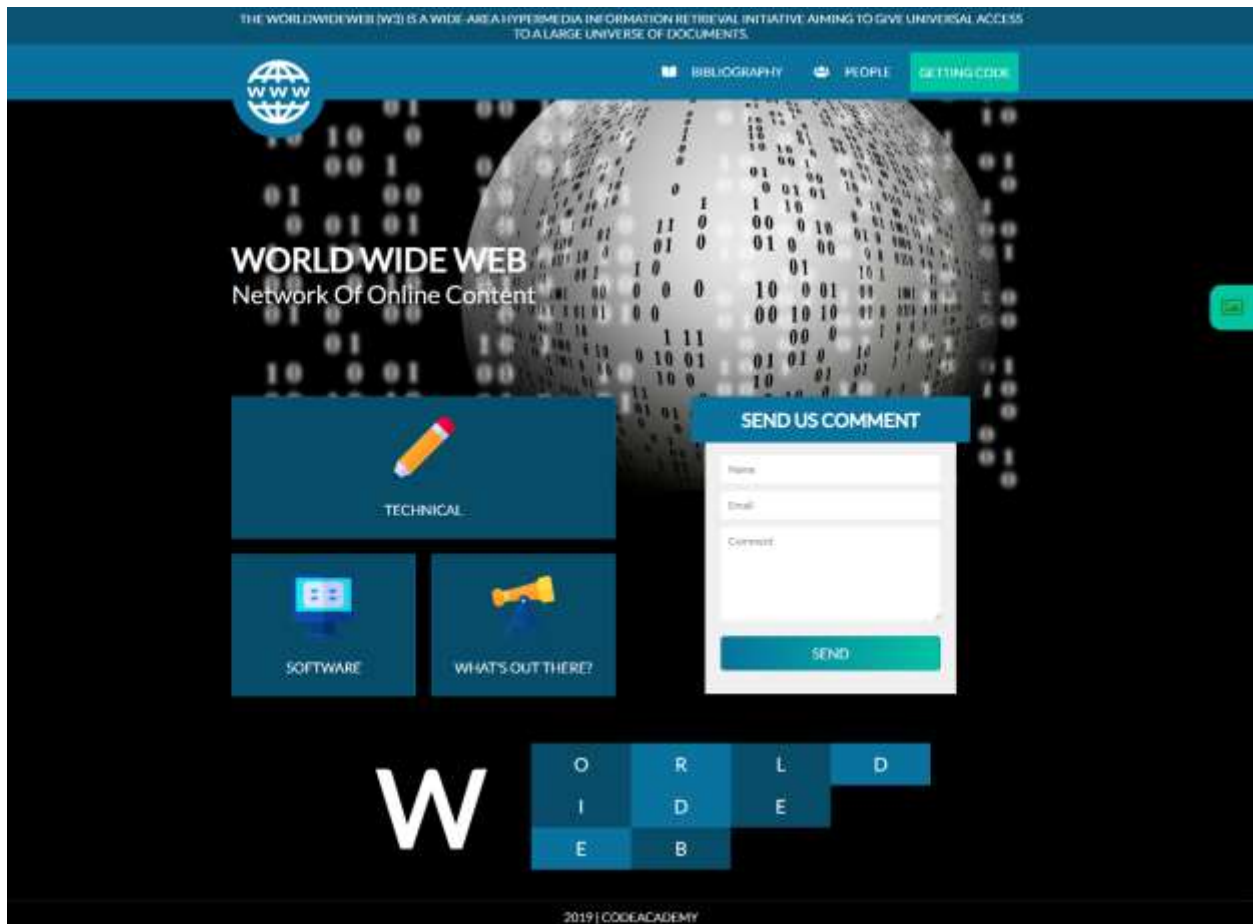 THE WORLDWIDEWEB (W3) IS A WIDE-AREA HYPERMEDIA INFORMATION RETRIEVAL INITIATIVE AIMING TO GIVE UNIVERSAL ACCESS
TO A LARGE UNIVERSE OF DOCUMENTS.
WWW
BIBLIOGRAPHY PEOPLE GETTING CODE
WORLD WIDE WEB
Network Of Online Content
TECHNICAL
SOFTWARE
WHAT'S OUT THERE?
SEND US COMMENT
Name
Email
Comment
SEND
W
O R L D
I D E
E B
2019 | CODEACADEMY